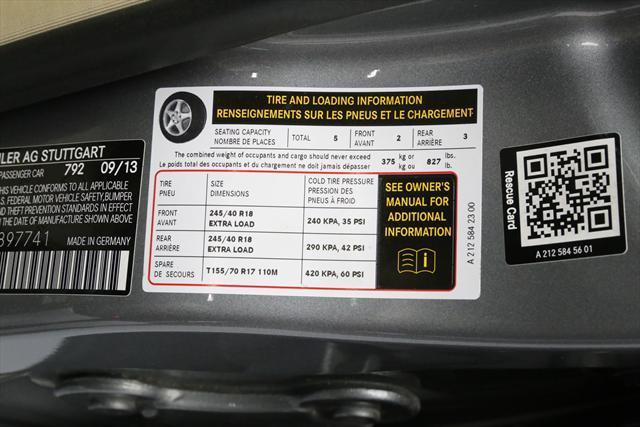 LER AG STUTTGART
PASSENGER CAR 792 09/13
THIS VEHICLE CONFORMS TO ALL APPLICABLE
U.S. FEDERAL MOTOR VEHICLE SAFETY,BUMPER
AND THEFT PREVENTION STANDARDS IN EFFECT
ON THE DATE OF MANUFACTURE SHOWN ABOVE
397741 MADE IN GERMANY
TIRE AND LOADING INFORMATION
RENSEIGNEMENTS SUR LES PNEUS ET LE CHARGEMENT
SEATING CAPACITY
NOMBRE DE PLACES
TOTAL 5
FRONT
AVANT 2
REAR
ARRIÈRE 3
The combined weight of occupants and cargo should never exceed 375 kg or 827 lbs.
Le poids total des occupants et du chargement ne doit jamais dépasser kg ou lb.
TIRE
PNEU
SIZE
DIMENSIONS
COLD TIRE PRESSURE
PRESSION DES
PNEUS À FROID
FRONT
AVANT
245/40 R18
EXTRA LOAD
240 KPA, 35 PSI
REAR
ARRIÈRE
245/40 R18
EXTRA LOAD
290 KPA, 42 PSI
SPARE
DE SECOURS
T155/70 R17 110M
420 KPA, 60 PSI
SEE OWNER'S
MANUAL FOR
ADDITIONAL
INFORMATION
A 212 584 23 00
Rescue Card
A 212 584 56 01